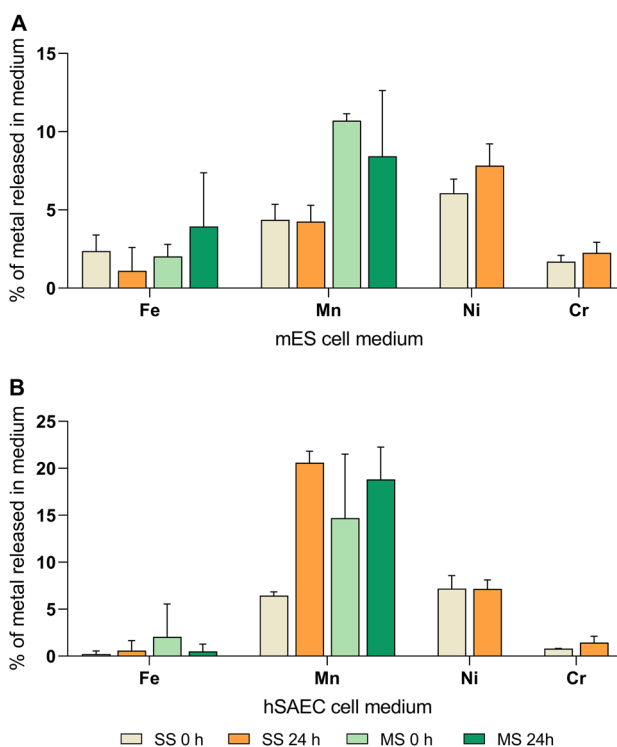 A
% of metal released in medium
15
10
5
0
Fe Mn Ni Cr
mES cell medium
B
% of metal released in medium
25
20
15
10
5
0
Fe Mn Ni Cr
hSAEC cell medium
SS 0 h SS 24 h MS 0 h MS 24h